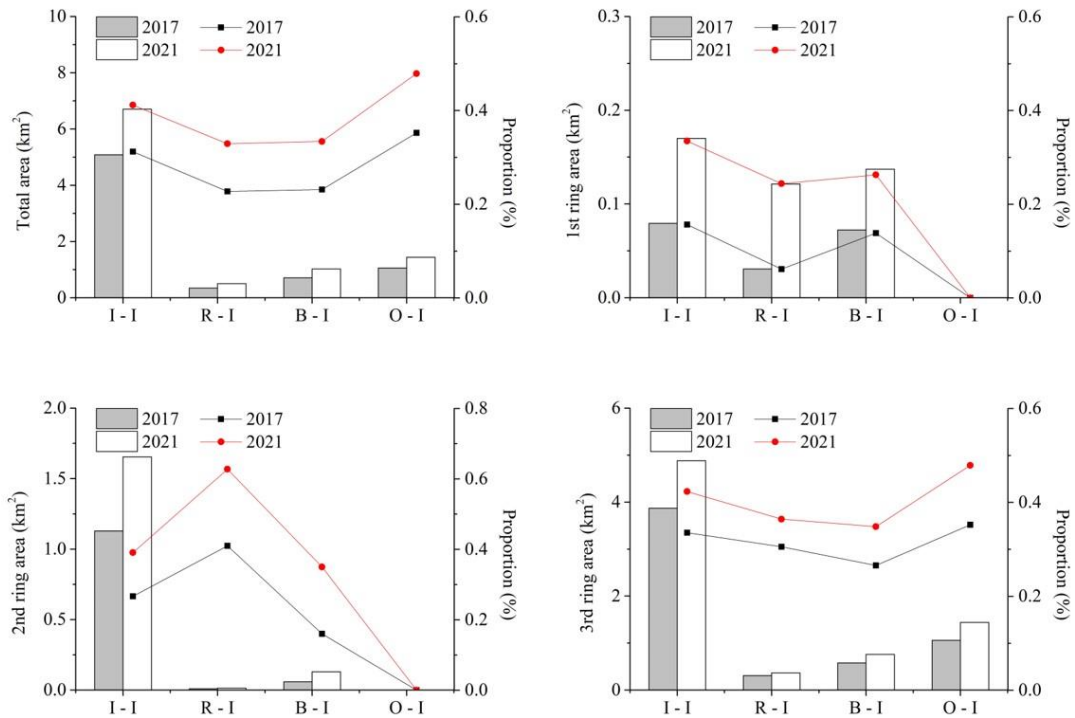 10
8
6
4
2
0
Total area (km²)
2017
2021
2017
2021
0.6
0.4
0.2
0.0
Proportion (%)
I - I
R - I
B - I
O - I
0.3
0.2
0.1
0.0
1st ring area (km²)
2017
2021
2017
2021
0.6
0.4
0.2
0.0
Proportion (%)
I - I
R - I
B - I
O - I
2.0
1.5
1.0
0.5
0.0
2nd ring area (km²)
2017
2021
2017
2021
0.8
0.6
0.4
0.2
0.0
Proportion (%)
I - I
R - I
B - I
O - I
6
4
2
0
3rd ring area (km²)
2017
2021
2017
2021
0.6
0.4
0.2
0.0
Proportion (%)
I - I
R - I
B - I
O - I